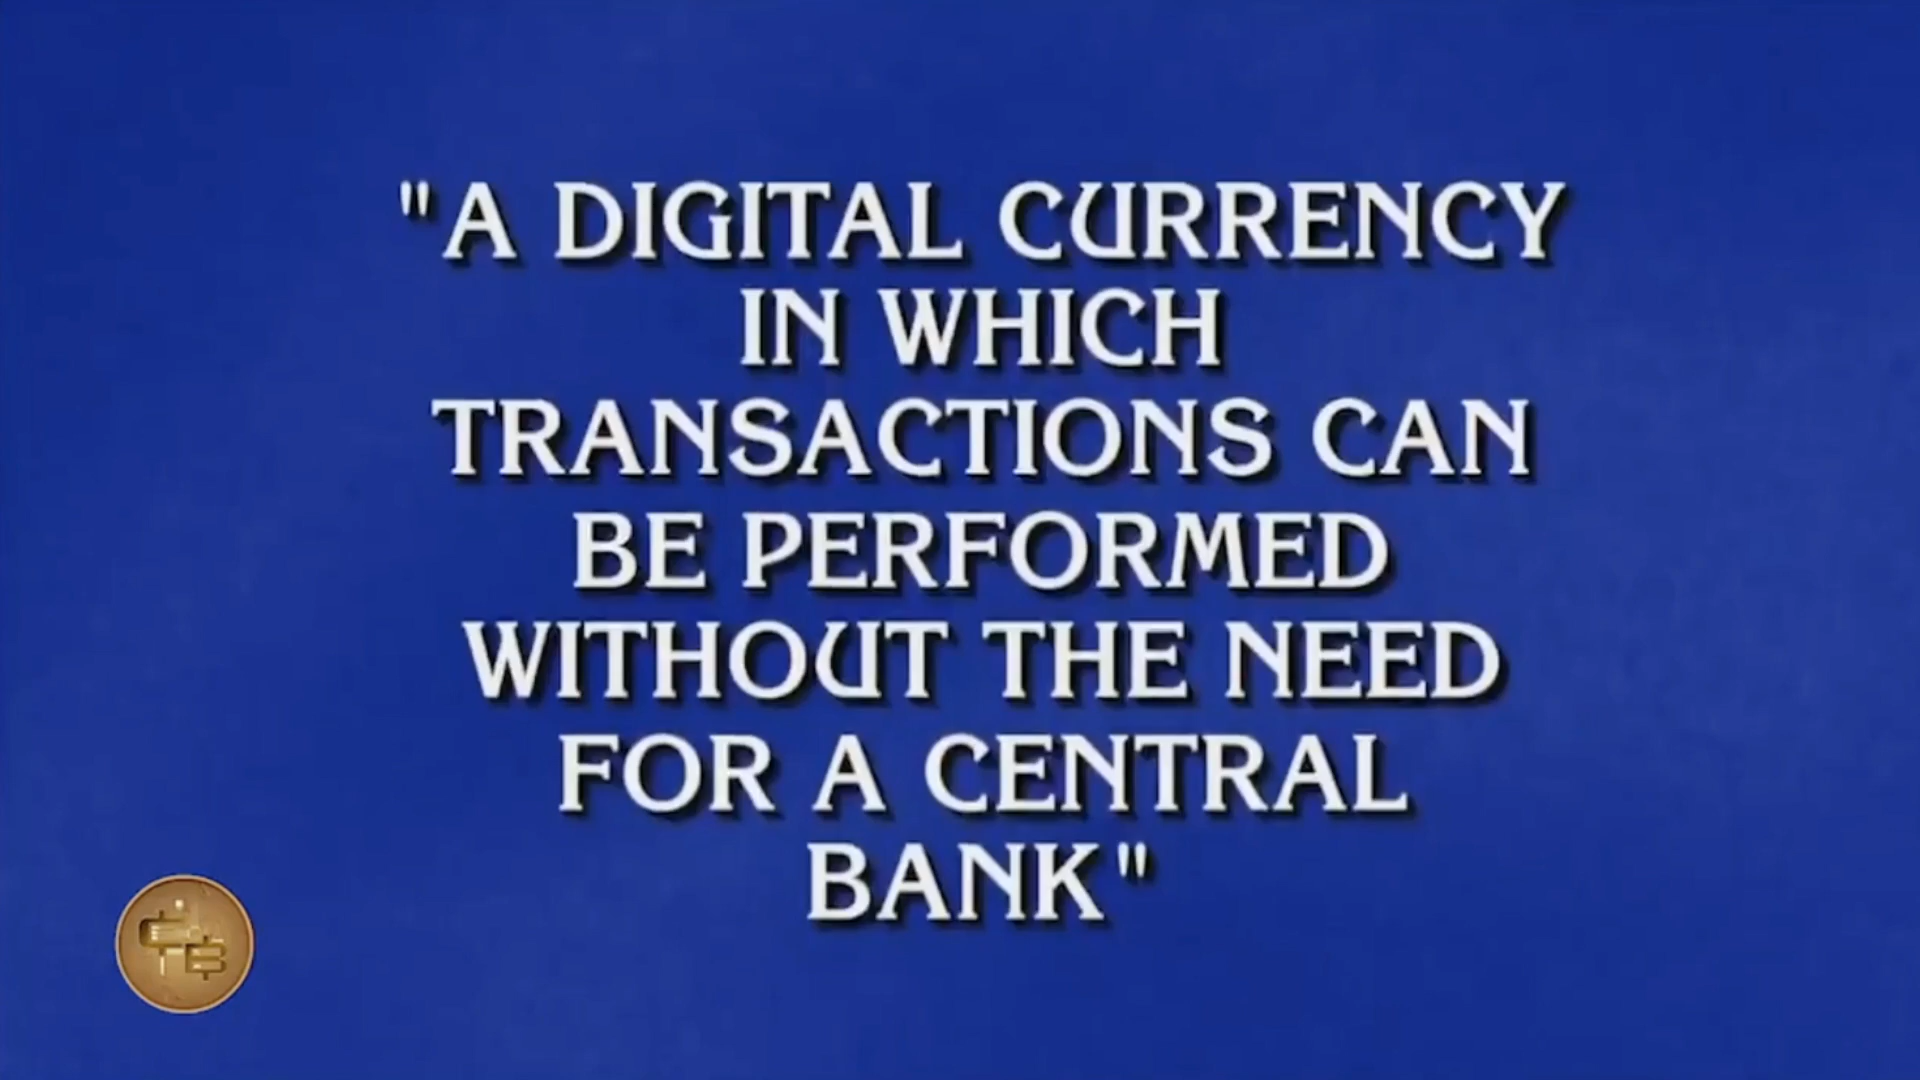 "A DIGITAL CURRENCY
IN WHICH
TRANSACTIONS CAN
BE PERFORMED
WITHOUT THE NEED
FOR A CENTRAL
BANK"